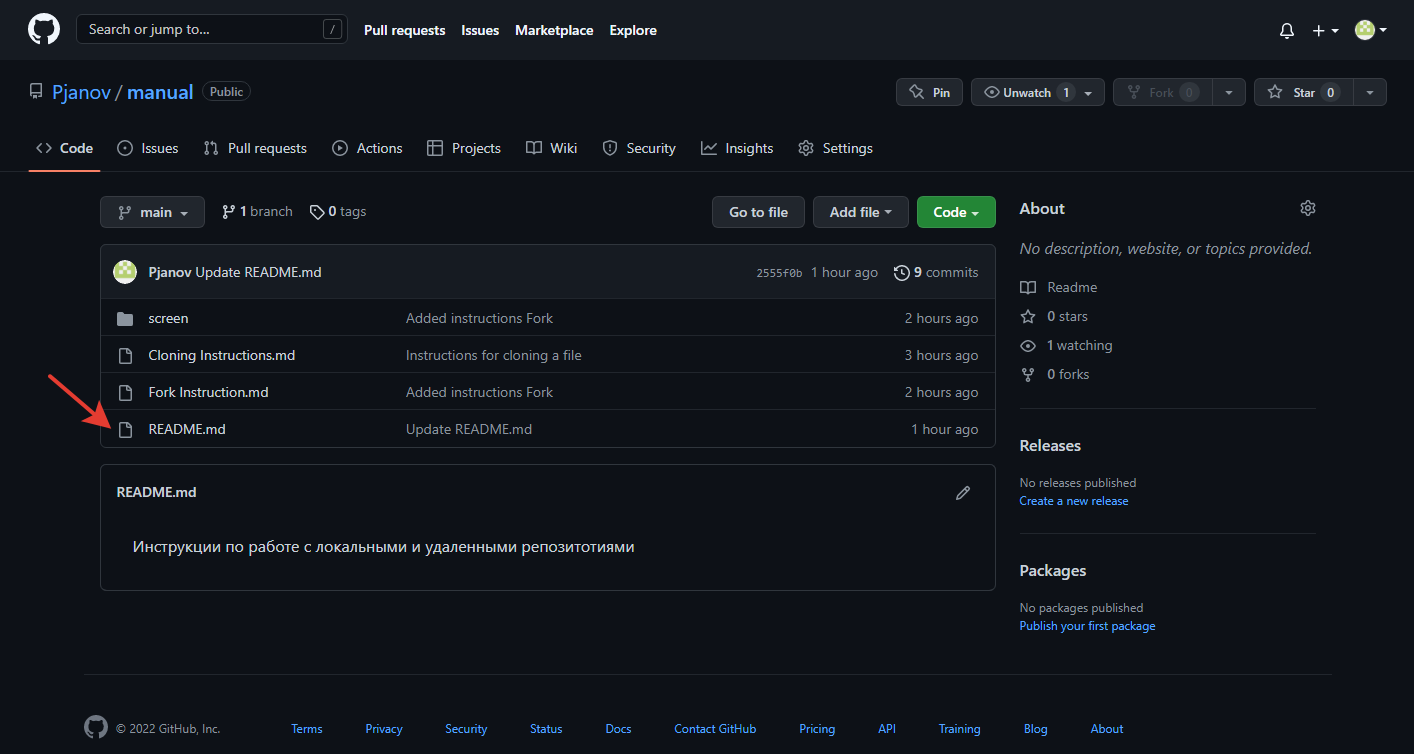 Search or jump to... /
Pull requests Issues Marketplace Explore
Pjanov / manual Public
Pin Unwatch 1 Fork 0 Star 0
Code Issues Pull requests Actions Projects Wiki Security Insights Settings
main 1 branch 0 tags Go to file Add file Code
Pjanov Update README.md 2555f0b 1 hour ago 9 commits
screen Added instructions Fork 2 hours ago
Cloning Instructions.md Instructions for cloning a file 3 hours ago
Fork Instruction.md Added instructions Fork 2 hours ago
README.md Update README.md 1 hour ago
README.md
Инструкции по работе с локальными и удаленными репозитотиями
About
No description, website, or topics provided.
Readme
0 stars
1 watching
0 forks
Releases
No releases published
Create a new release
Packages
No packages published
Publish your first package
© 2022 GitHub, Inc. Terms Privacy Security Status Docs Contact GitHub Pricing API Training Blog About